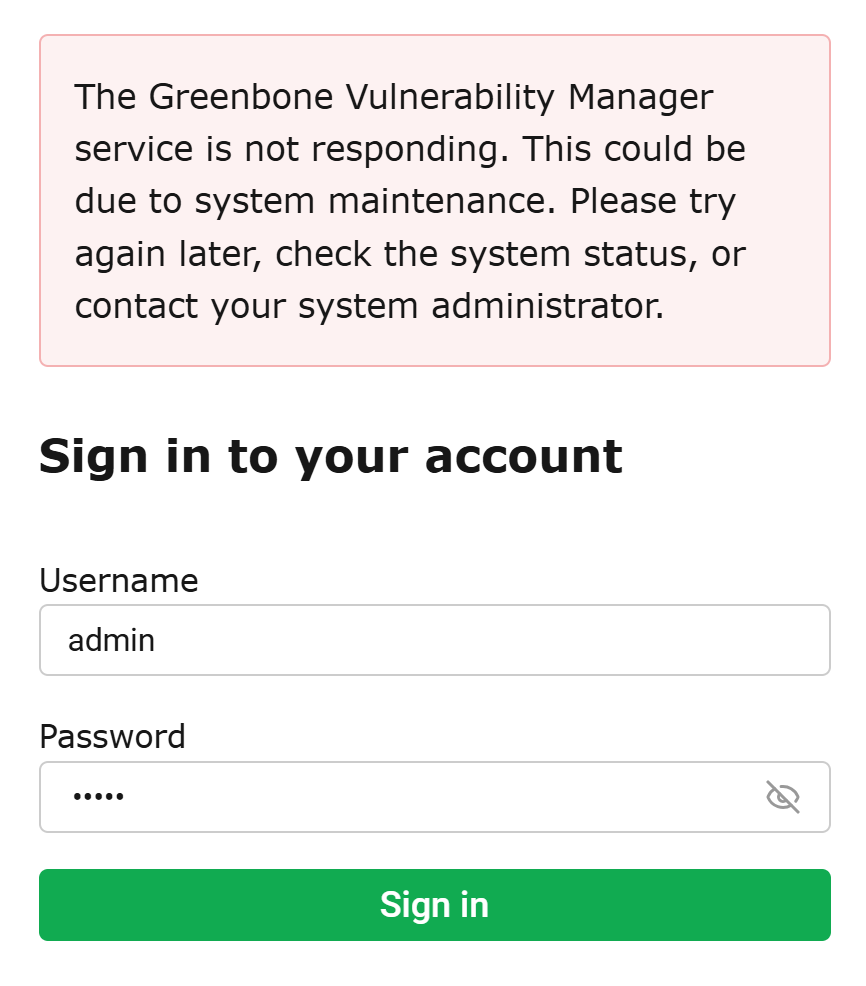 The Greenbone Vulnerability Manager
service is not responding. This could be
due to system maintenance. Please try
again later, check the system status, or
contact your system administrator.
Sign in to your account
Username
admin
Password
•••••
Sign in